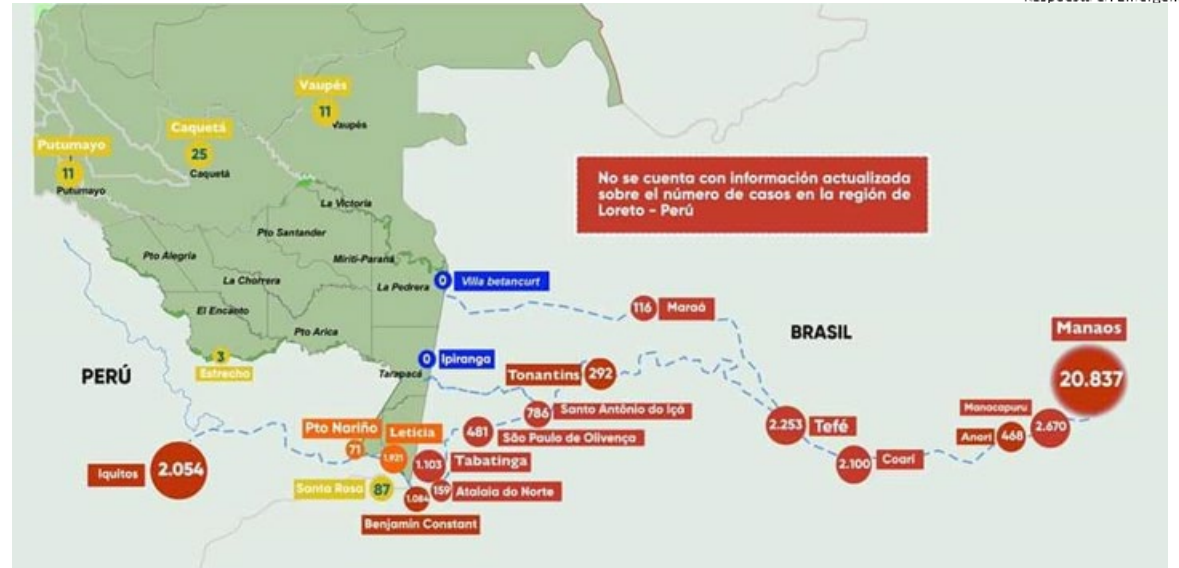 Vaupés
11
Vaupés
Caquetá
25
Caquetá
Putumayo
11
Putumayo
No se cuenta con información actualizada
sobre el número de casos en la región de
Loreto - Perú
La Victoria
Pto Santander
Pto Alegría
Miriti-Paraná
La Chorrera
La Pedrera
0 Villa betancurt
El Encanto
116 Maraá
Pto Arica
BRASIL
Manaos
20.837
3
Estrecho
PERÚ
Tarapacá
0 Ipiranga
Tonantins 292
786 Santo Antônio do Içá
Manacapuru
2.670
Anori 468
2.253 Tefé
2.100 Coari
Pto Nariño
71
Leticia
1.921
481 São Paulo de Olivença
1.103 Tabatinga
Iquitos 2.054
Santa Rosa 87
159 Atalaia do Norte
1.084
Benjamin Constant